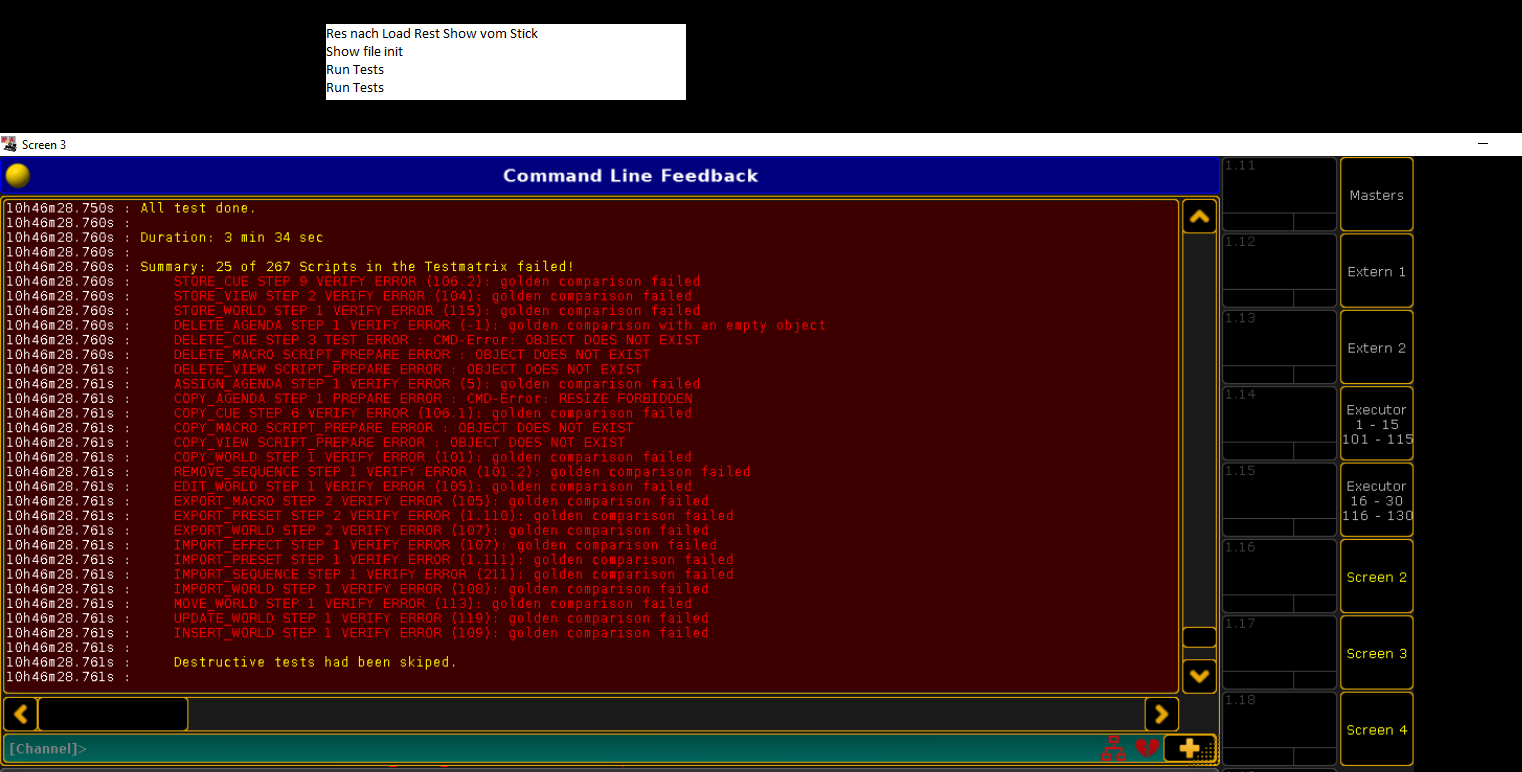 Res nach Load Rest Show vom Stick
Show file init
Run Tests
Run Tests
Screen 3
Command Line Feedback
10h46m28.750s : All test done.
10h46m28.760s :
10h46m28.760s : Duration: 3 min 34 sec
10h46m28.760s :
10h46m28.760s : Summary: 25 of 267 Scripts in the Testmatrix failed!
10h46m28.760s : STORE_CUE STEP 9 VERIFY ERROR (106.2): golden comparison failed
10h46m28.760s : STORE_VIEW STEP 2 VERIFY ERROR (104): golden comparison failed
10h46m28.760s : STORE_WORLD STEP 1 VERIFY ERROR (115): golden comparison failed
10h46m28.760s : DELETE_AGENDA STEP 1 VERIFY ERROR (-1): golden comparison with an empty object
10h46m28.760s : DELETE_CUE STEP 3 TEST ERROR : CMD-Error: OBJECT DOES NOT EXIST
10h46m28.760s : DELETE_MACRO SCRIPT_PREPARE ERROR : OBJECT DOES NOT EXIST
10h46m28.761s : DELETE_VIEW SCRIPT_PREPARE ERROR : OBJECT DOES NOT EXIST
10h46m28.761s : ASSIGN_AGENDA STEP 1 VERIFY ERROR (5): golden comparison failed
10h46m28.761s : COPY_AGENDA STEP 1 PREPARE ERROR : CMD-Error: RESIZE FORBIDDEN
10h46m28.761s : COPY_CUE STEP 6 VERIFY ERROR (106.1): golden comparison failed
10h46m28.761s : COPY_MACRO SCRIPT_PREPARE ERROR : OBJECT DOES NOT EXIST
10h46m28.761s : COPY_VIEW SCRIPT_PREPARE ERROR : OBJECT DOES NOT EXIST
10h46m28.761s : COPY_WORLD STEP 1 VERIFY ERROR (101): golden comparison failed
10h46m28.761s : REMOVE_SEQUENCE STEP 1 VERIFY ERROR (101.2): golden comparison failed
10h46m28.761s : EDIT_WORLD STEP 1 VERIFY ERROR (105): golden comparison failed
10h46m28.761s : EXPORT_MACRO STEP 2 VERIFY ERROR (105): golden comparison failed
10h46m28.761s : EXPORT_PRESET STEP 2 VERIFY ERROR (1.110): golden comparison failed
10h46m28.761s : EXPORT_WORLD STEP 2 VERIFY ERROR (107): golden comparison failed
10h46m28.761s : IMPORT_EFFECT STEP 1 VERIFY ERROR (107): golden comparison failed
10h46m28.761s : IMPORT_PRESET STEP 1 VERIFY ERROR (1.111): golden comparison failed
10h46m28.761s : IMPORT_SEQUENCE STEP 1 VERIFY ERROR (211): golden comparison failed
10h46m28.761s : IMPORT_WORLD STEP 1 VERIFY ERROR (108): golden comparison failed
10h46m28.761s : MOVE_WORLD STEP 1 VERIFY ERROR (113): golden comparison failed
10h46m28.761s : UPDATE_WORLD STEP 1 VERIFY ERROR (119): golden comparison failed
10h46m28.761s : INSERT_WORLD STEP 1 VERIFY ERROR (109): golden comparison failed
10h46m28.761s :
10h46m28.761s : Destructive tests had been skiped.
10h46m28.761s :
[Channel]>
1.11
1.12
1.13
1.14
1.15
1.16
1.17
1.18
Masters
Extern 1
Extern 2
Executor
1 - 15
101 - 115
Executor
16 - 30
116 - 130
Screen 2
Screen 3
Screen 4